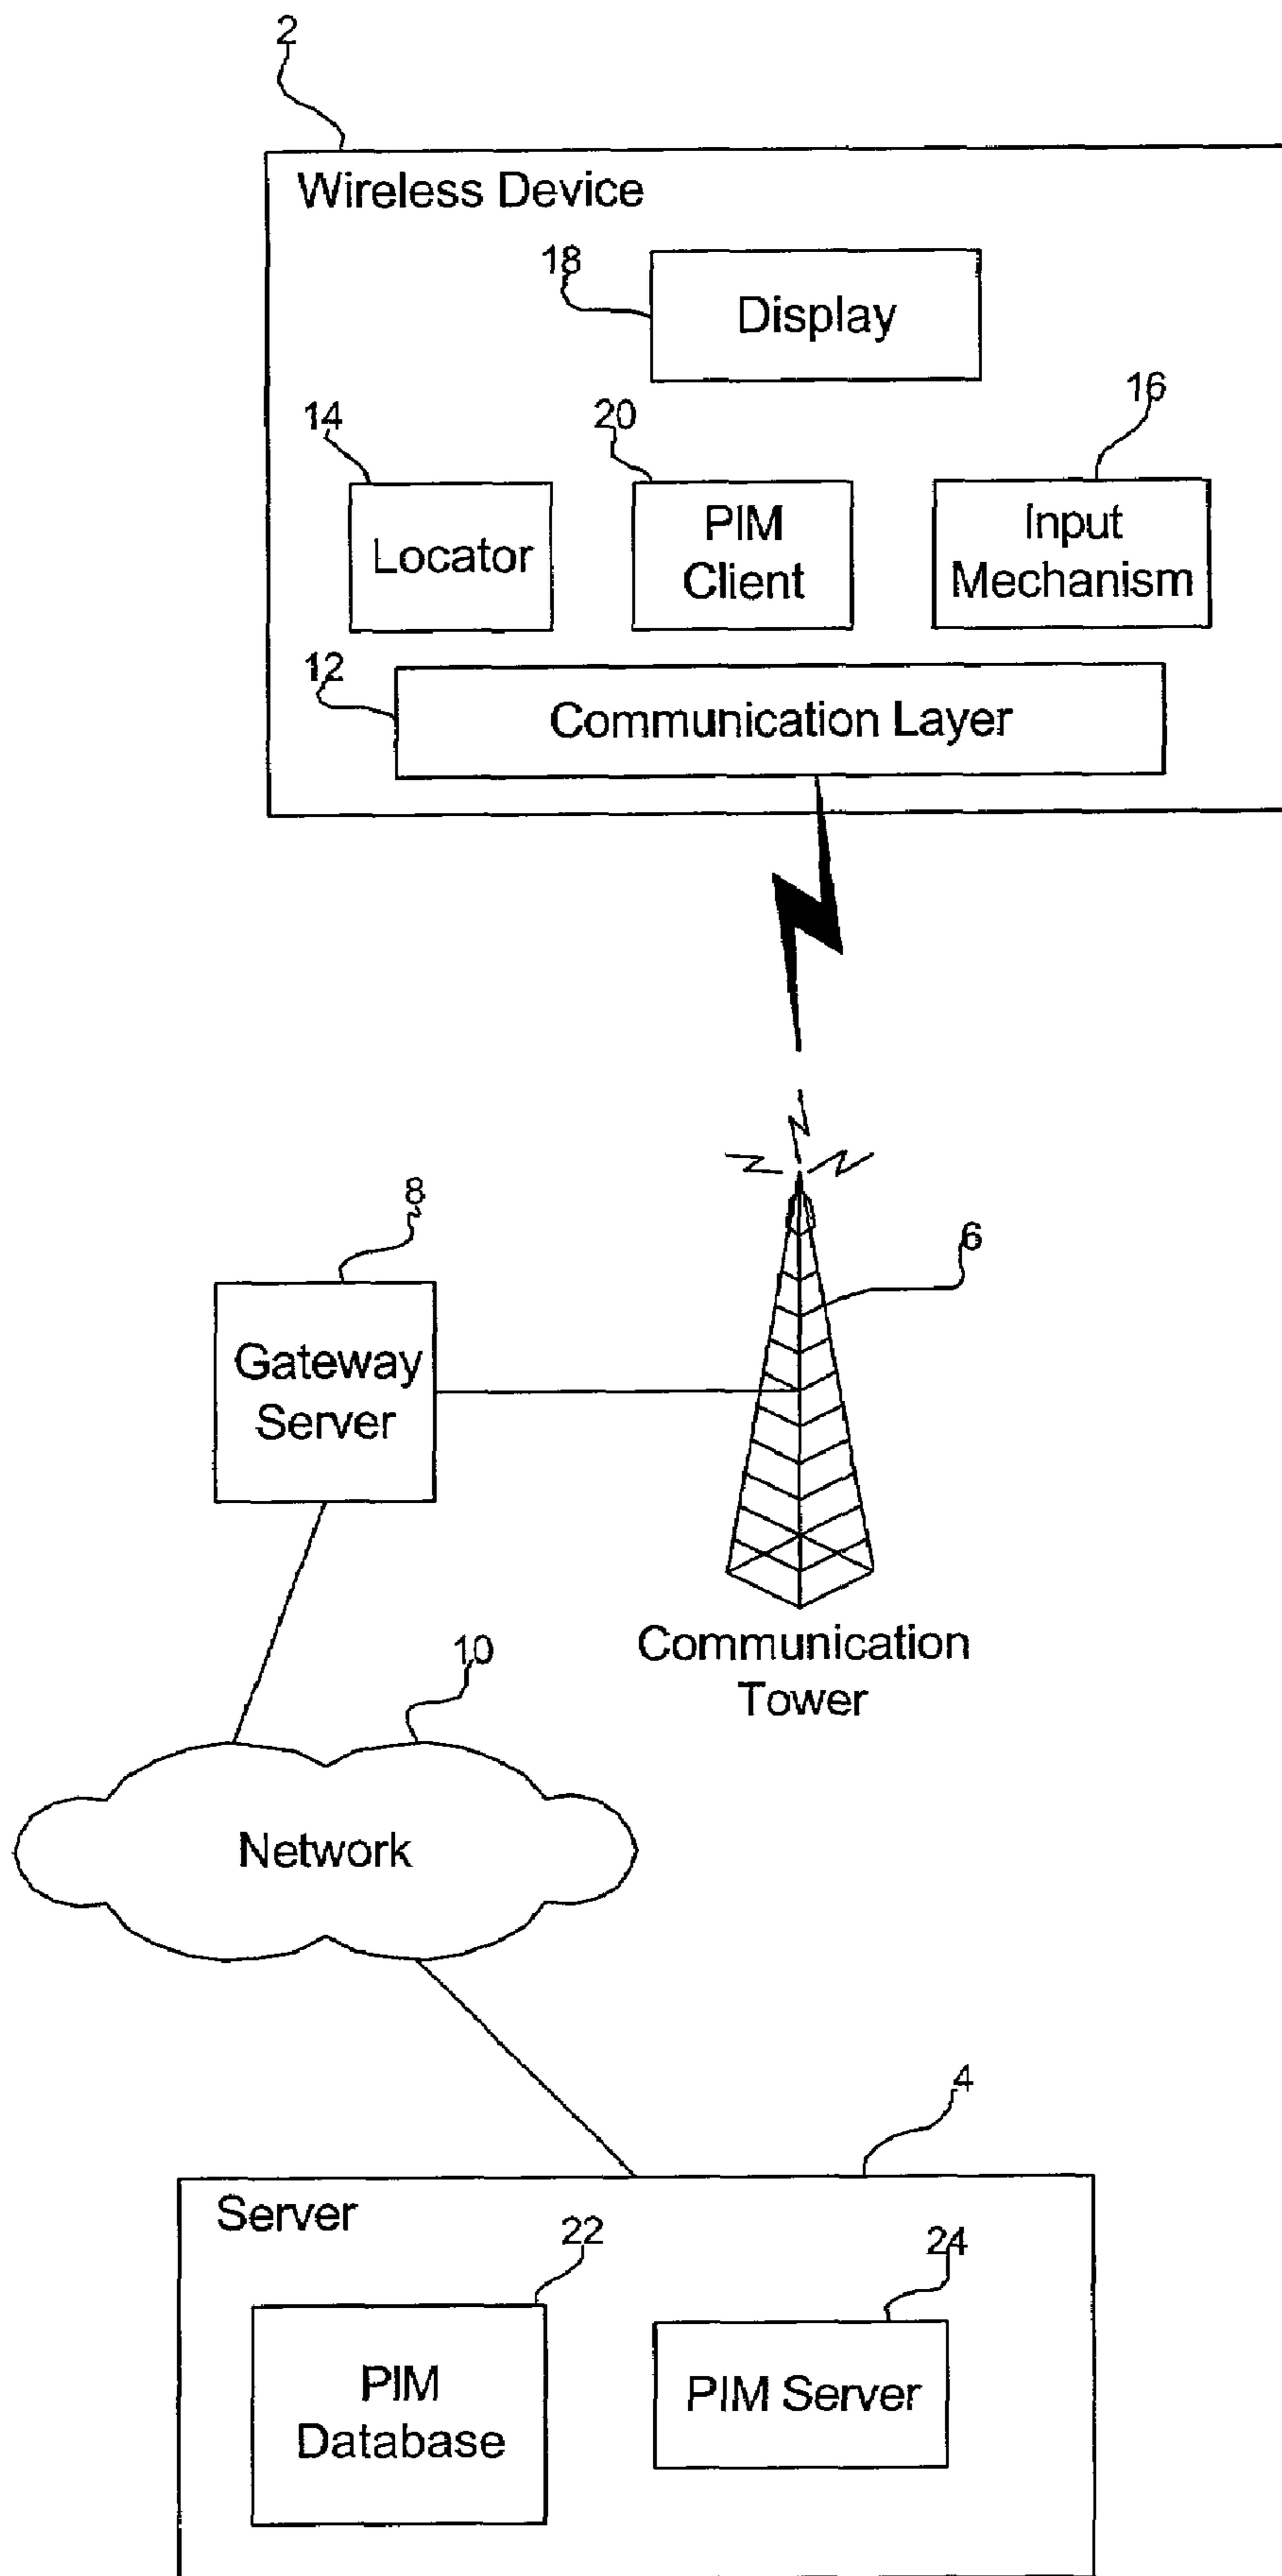 2
Wireless Device
18
Display
14
20
16
Locator
PIM
Client
Input
Mechanism
12
Communication Layer
8
6
Gateway
Server
10
Communication
Tower
Network
4
Server
22
24
PIM
Database
PIM Server